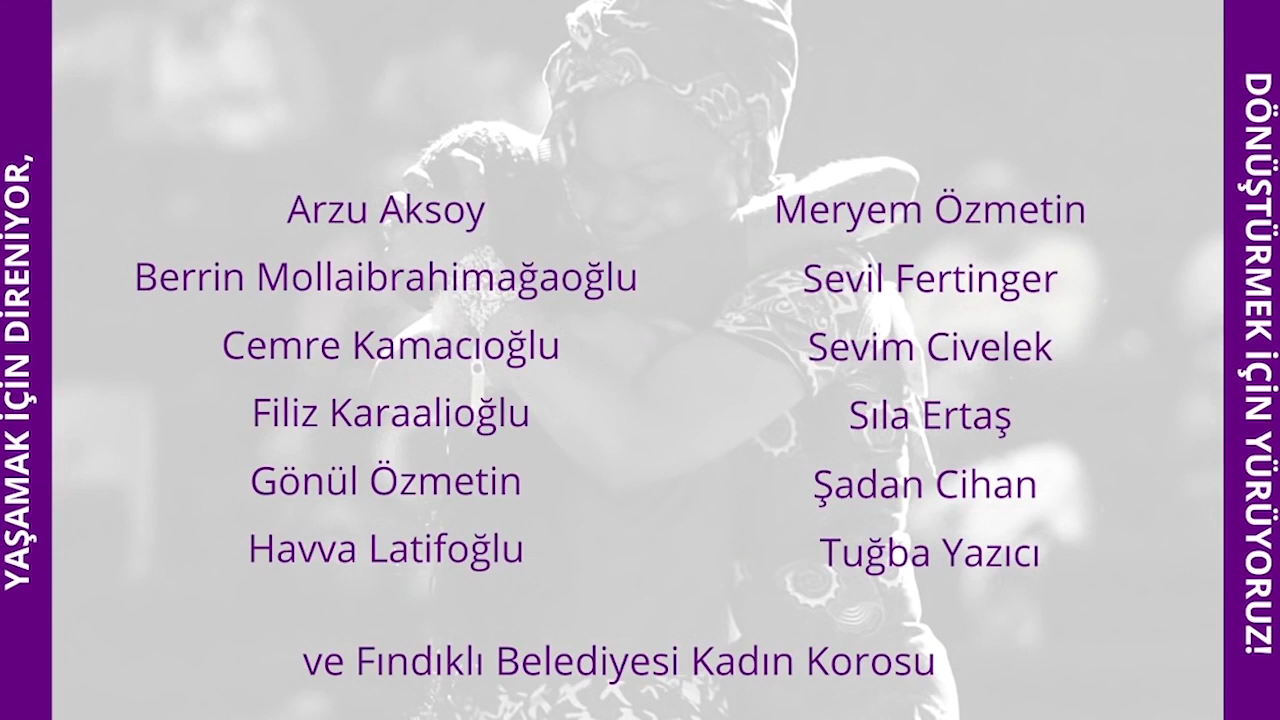 YAŞAMAK İÇİN DİRENİYOR,
Arzu Aksoy
Berrin Mollaibrahimağaoğlu
Cemre Kamacıoğlu
Filiz Karaalioğlu
Gönül Özmetin
Havva Latifoğlu
Meryem Özmetin
Sevil Fertinger
Sevim Civelek
Sıla Ertaş
Şadan Cihan
Tuğba Yazıcı
ve Fındıklı Belediyesi Kadın Korosu
DÖNÜŞTÜRMEK İÇİN YÜRÜYORUZ!